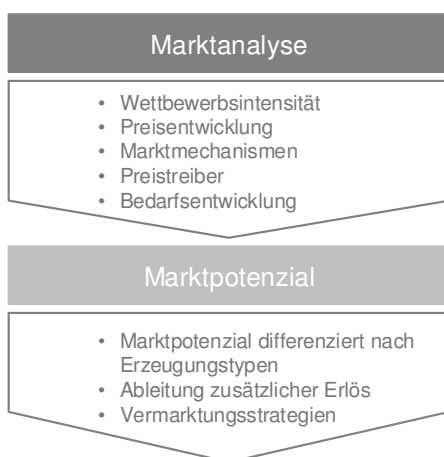 Marktanalyse
• Wettbewerbsintensität
• Preisentwicklung
• Marktmechanismen
• Preistreiber
• Bedarfsentwicklung
Marktpotenzial
• Marktpotenzial differenziert nach
Erzeugungstypen
• Ableitung zusätzlicher Erlös
• Vermarktungsstrategien